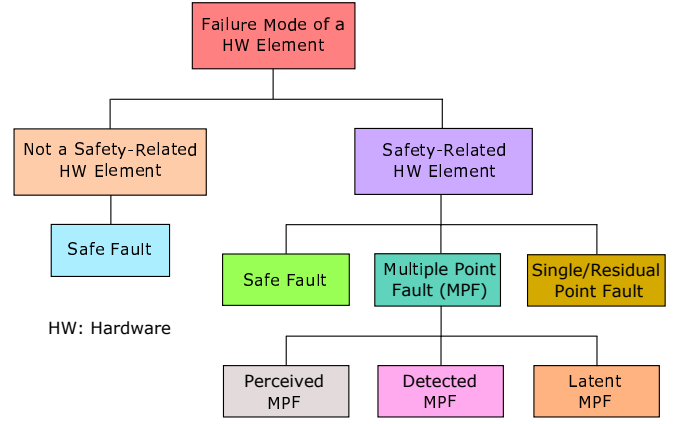 Failure Mode of a
HW Element
Not a Safety-Related
HW Element
Safety-Related
HW Element
Safe Fault
Safe Fault
Multiple Point
Fault (MPF)
Single/Residual
Point Fault
HW: Hardware
Perceived
MPF
Detected
MPF
Latent
MPF